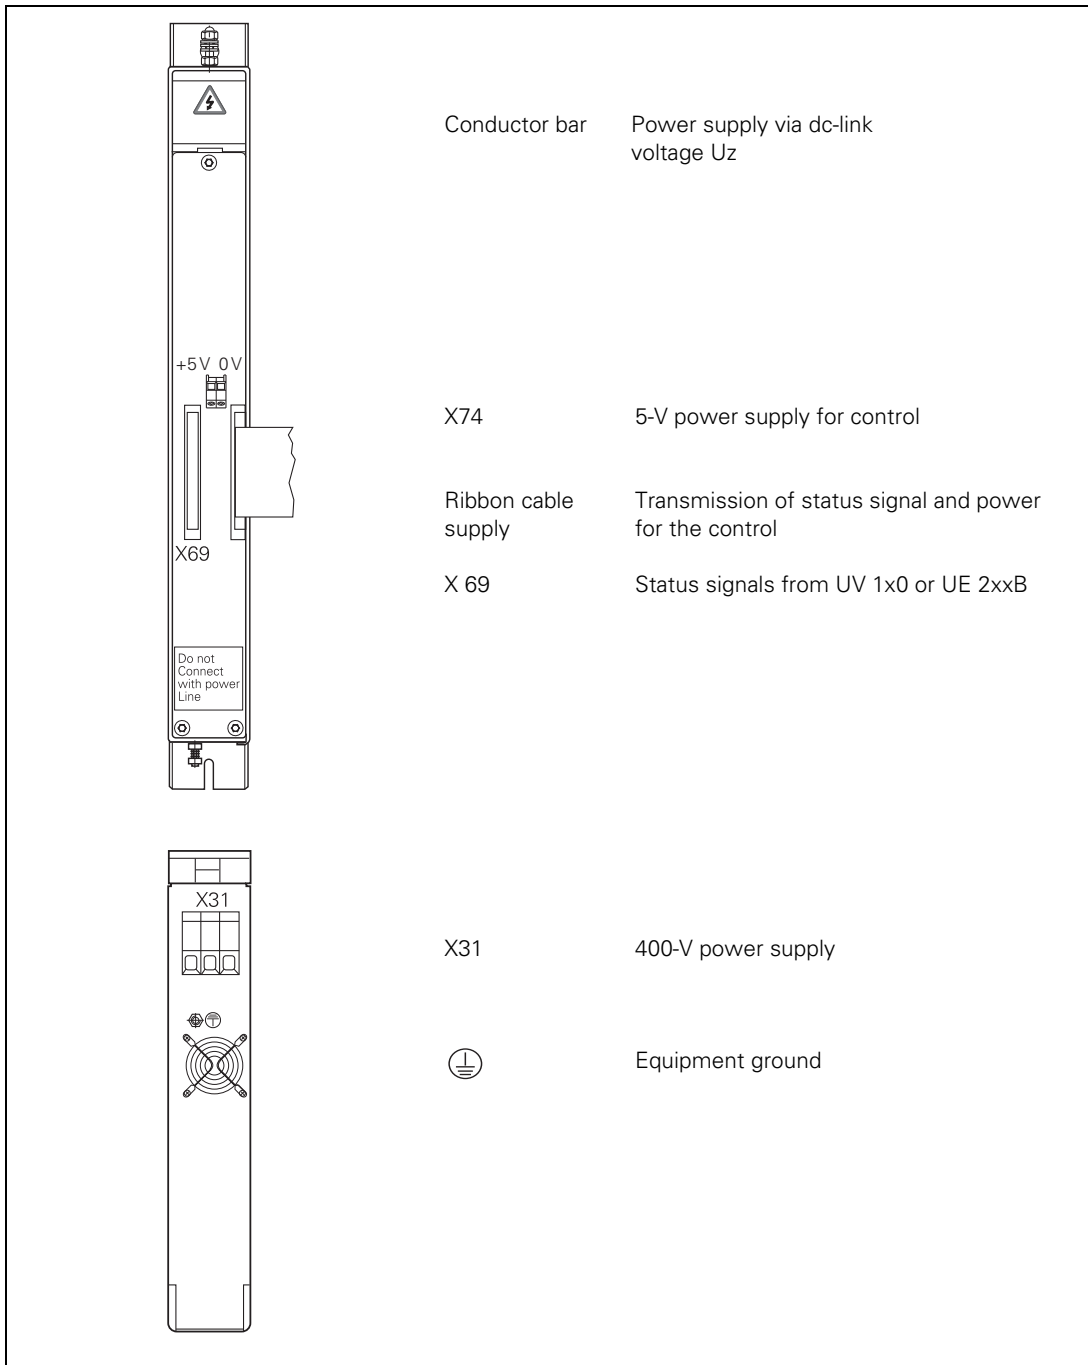 Conductor bar Power supply via dc-link
voltage Uz
+5V 0V
X74 5-V power supply for control
Ribbon cable Transmission of status signal and power
supply for the control
X69
X 69 Status signals from UV 1x0 or UE 2xxB
Do not
Connect
with power
Line
X31
X31 400-V power supply
Equipment ground